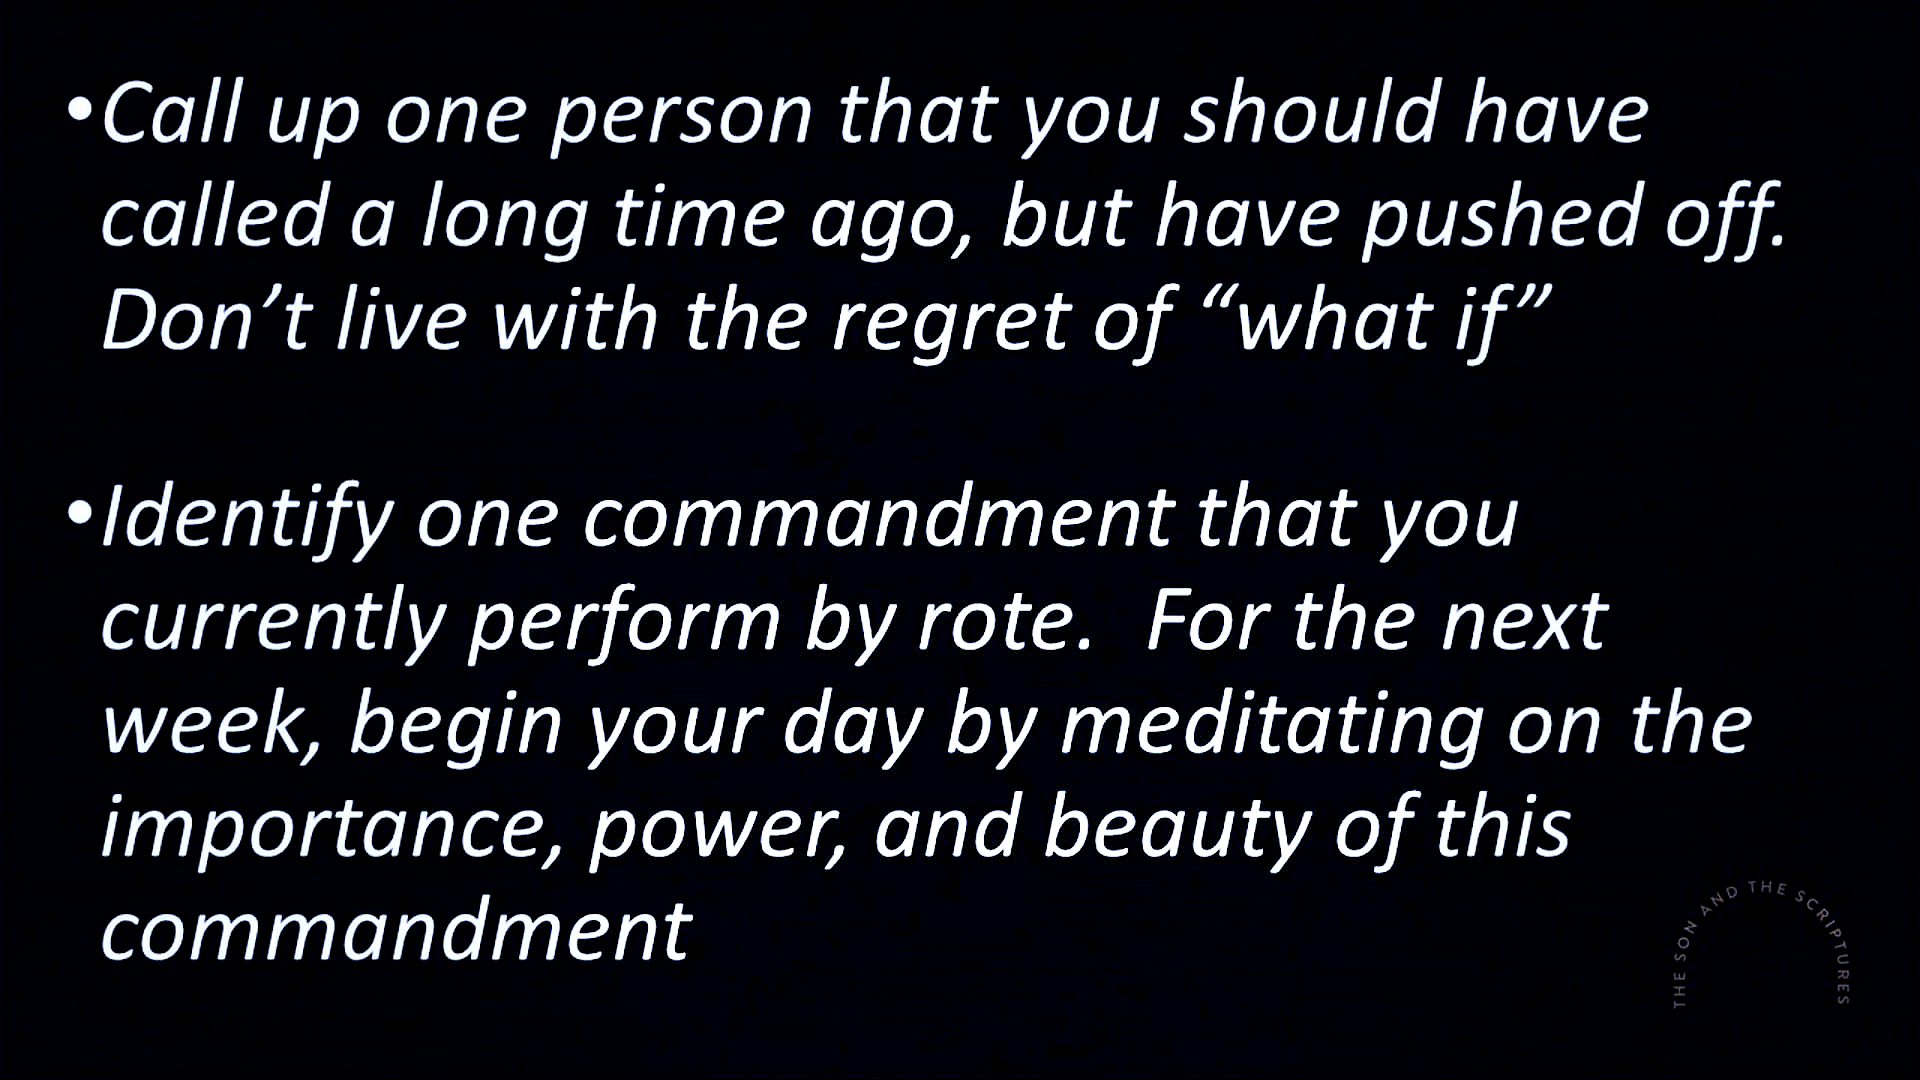 •Call up one person that you should have
called a long time ago, but have pushed off.
Don’t live with the regret of “what if”
•Identify one commandment that you
currently perform by rote.  For the next
week, begin your day by meditating on the
importance, power, and beauty of this
commandment
THE SON AND THE SCRIPTURES